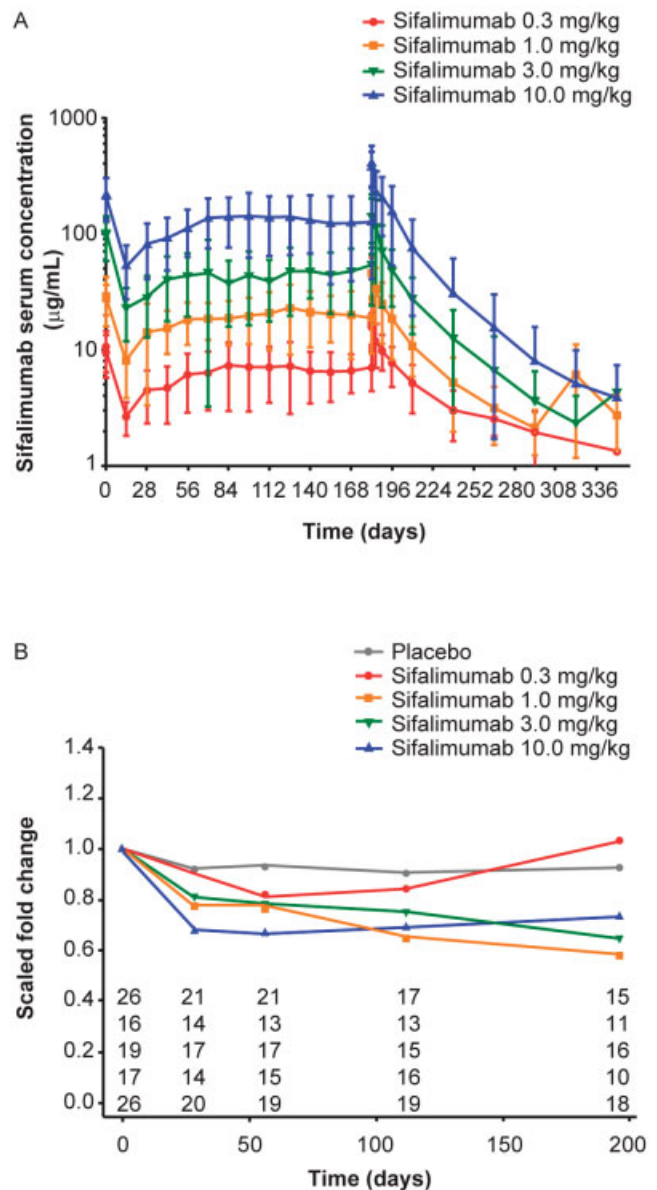 A
Sifalimumab 0.3 mg/kg
Sifalimumab 1.0 mg/kg
Sifalimumab 3.0 mg/kg
Sifalimumab 10.0 mg/kg
Sifalimumab serum concentration
(µg/mL)
1000
100
10
1
0 28 56 84 112 140 168 196 224 252 280 308 336
Time (days)
B
Placebo
Sifalimumab 0.3 mg/kg
Sifalimumab 1.0 mg/kg
Sifalimumab 3.0 mg/kg
Sifalimumab 10.0 mg/kg
Scaled fold change
1.4
1.2
1.0
0.8
0.6
0.4
0.2
0.0
26 21 21 17 15
16 14 13 13 11
19 17 17 15 16
17 14 15 16 10
26 20 19 19 18
0 50 100 150 200
Time (days)